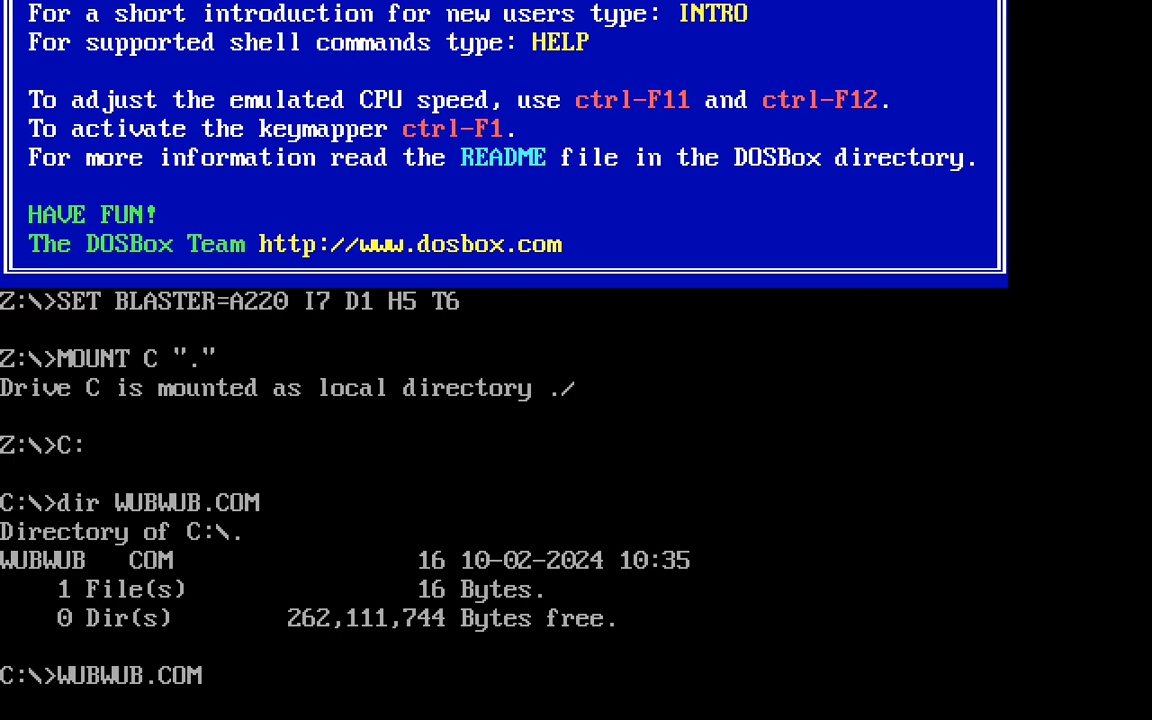 For a short introduction for new users type: INTRO
For supported shell commands type: HELP
To adjust the emulated CPU speed, use ctrl-F11 and ctrl-F12.
To activate the keymapper ctrl-F1.
For more information read the README file in the DOSBox directory.
HAVE FUN!
The DOSBox Team http://www.dosbox.com
Z:\>SET BLASTER=A220 I7 D1 H5 T6
Z:\>MOUNT C "."
Drive C is mounted as local directory ./
Z:\>C:
C:\>dir WUBWUB.COM
Directory of C:\.
WUBWUB   COM                 16 10-02-2024 10:35
    1 File(s)                16 Bytes.
    0 Dir(s)        262,111,744 Bytes free.
C:\>WUBWUB.COM